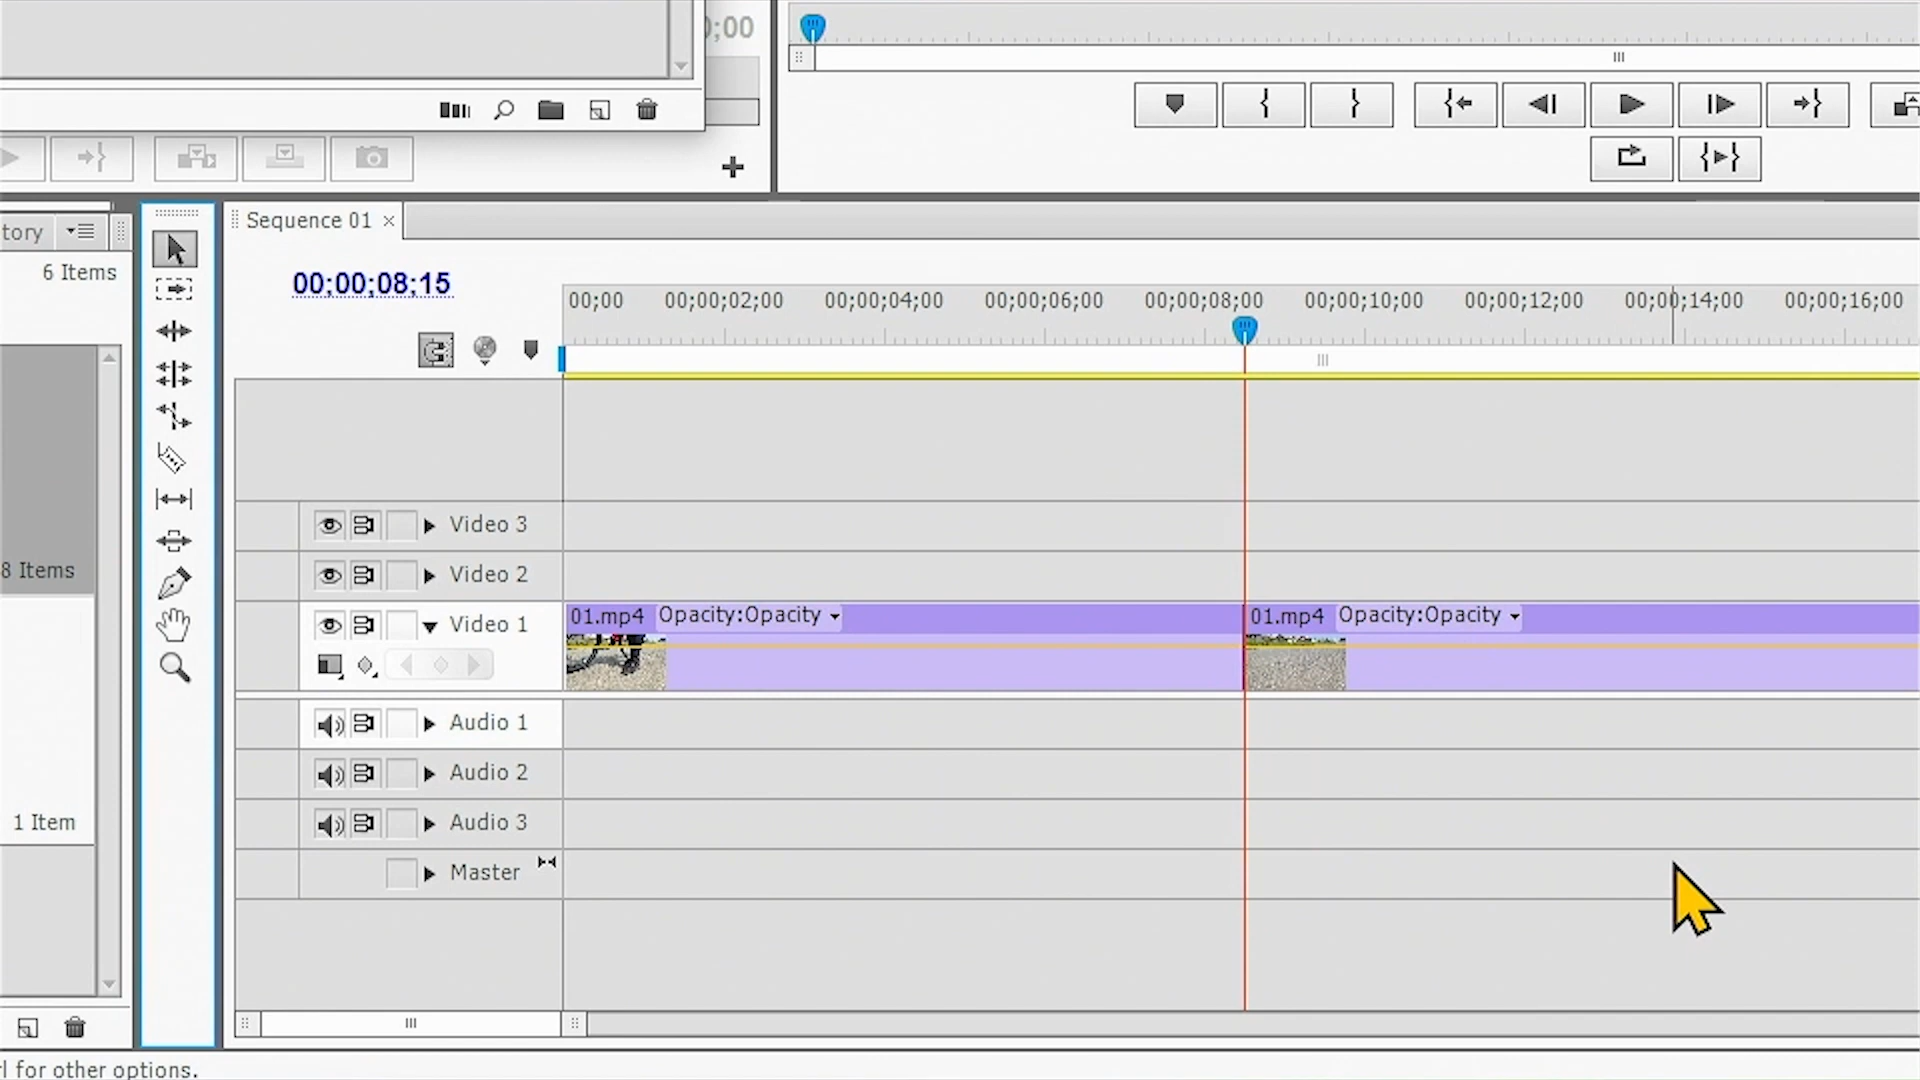 ;00
Sequence 01
tory
6 Items
00;00;08;15
00;00 00;00;02;00 00;00;04;00 00;00;06;00 00;00;08;00 00;00;10;00 00;00;12;00 00;00;14;00 00;00;16;00
Video 3
8 Items
Video 2
01.mp4 Opacity:Opacity 01.mp4 Opacity:Opacity
Video 1
Audio 1
Audio 2
1 Item
Audio 3
Master
l for other options.